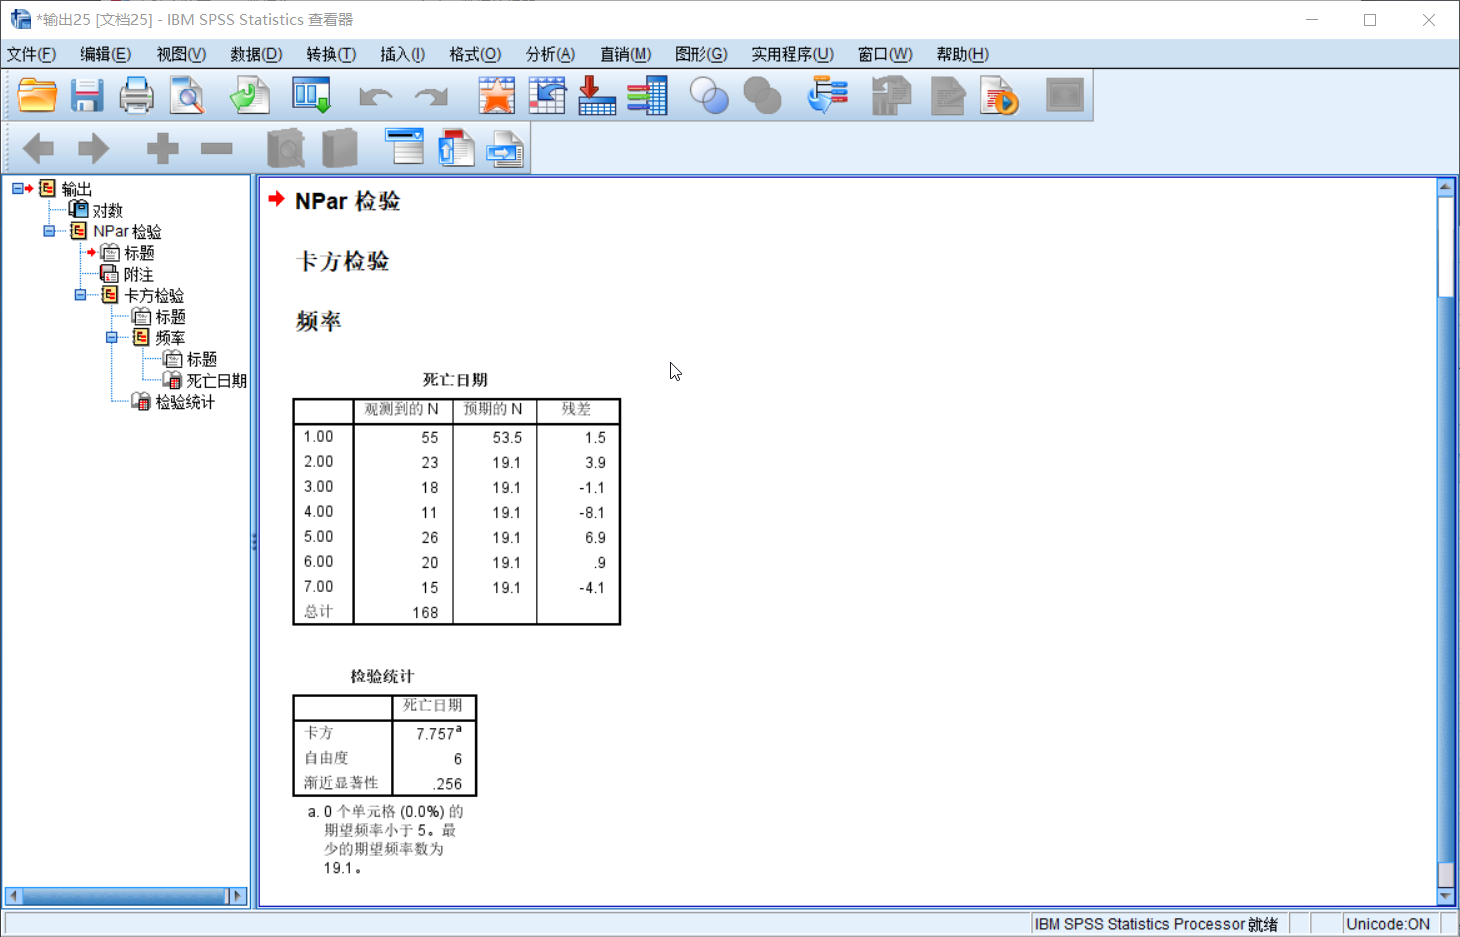 *输出25 [文档25] - IBM SPSS Statistics 查看器
文件(F) 编辑(E) 视图(V) 数据(D) 转换(T) 插入(I) 格式(O) 分析(A) 直销(M) 图形(G) 实用程序(U) 窗口(W) 帮助(H)
输出
对数
NPar 检验
标题
附注
卡方检验
标题
频率
标题
死亡日期
检验统计
NPar 检验
卡方检验
频率
死亡日期
观测到的 N 预期的 N 残差
1.00 55 53.5 1.5
2.00 23 19.1 3.9
3.00 18 19.1 -1.1
4.00 11 19.1 -8.1
5.00 26 19.1 6.9
6.00 20 19.1 .9
7.00 15 19.1 -4.1
总计 168
检验统计
死亡日期
卡方 7.757a
自由度 6
渐近显著性 .256
a. 0 个单元格 (0.0%) 的
期望频率小于 5。最
少的期望频率数为
19.1。
IBM SPSS Statistics Processor 就绪 Unicode:ON